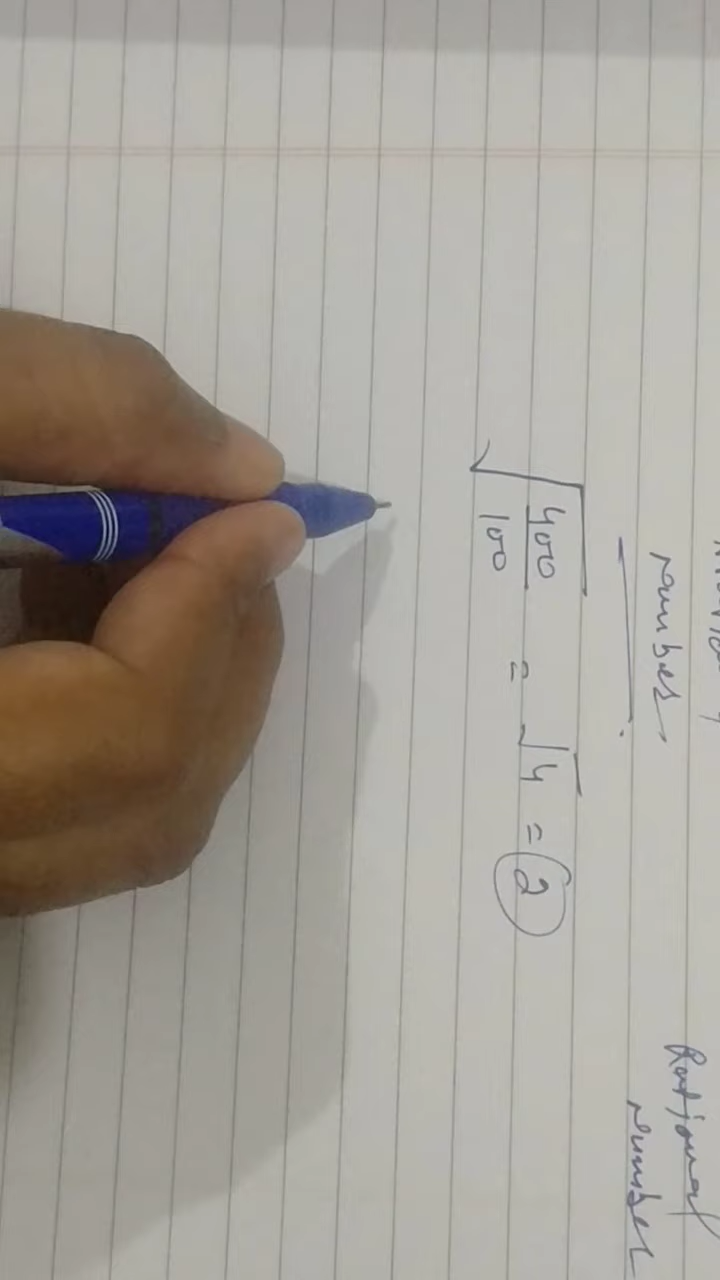 numbers, Rational
number
√400/100 = √4 = 2